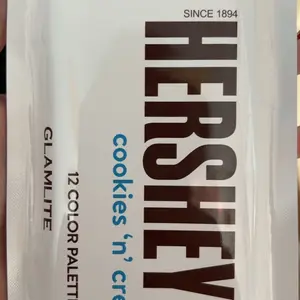 SINCE 1894
HERSHEY
cookies 'n' cre
12 COLOR PALETT
GLAMLITE